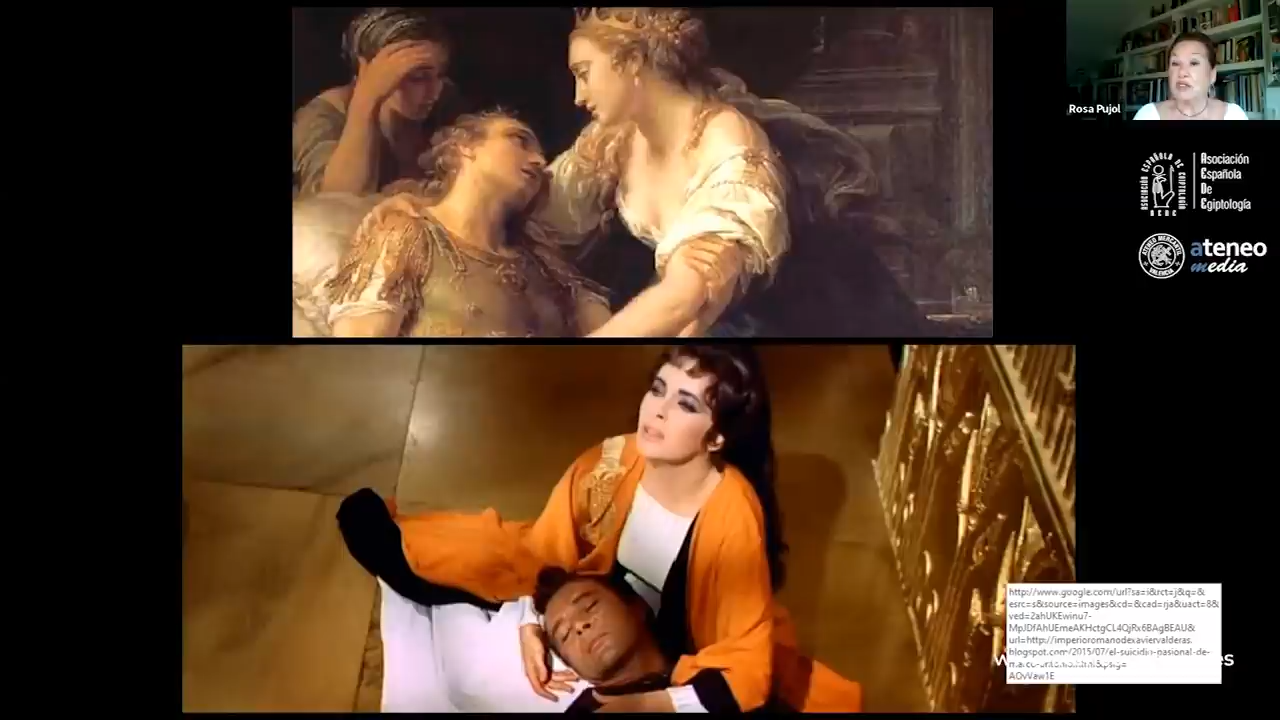 Rosa Pujol
Asociación
Española
De
Egiptología
ateneo
media
http://www.google.com/url?sa=i&rct=j&q=&
esrc=s&source=images&cd=&cad=rja&uact=8&
ved=2ahUKEwinu7-
MpJDfAhUEmeAKHctgCL4QjRx6BAgBEAU&
url=http://imperioromanodexaviervalderas.
blogspot.com/2015/07/el-suicidio-pasional-de-
AOvVaw1E